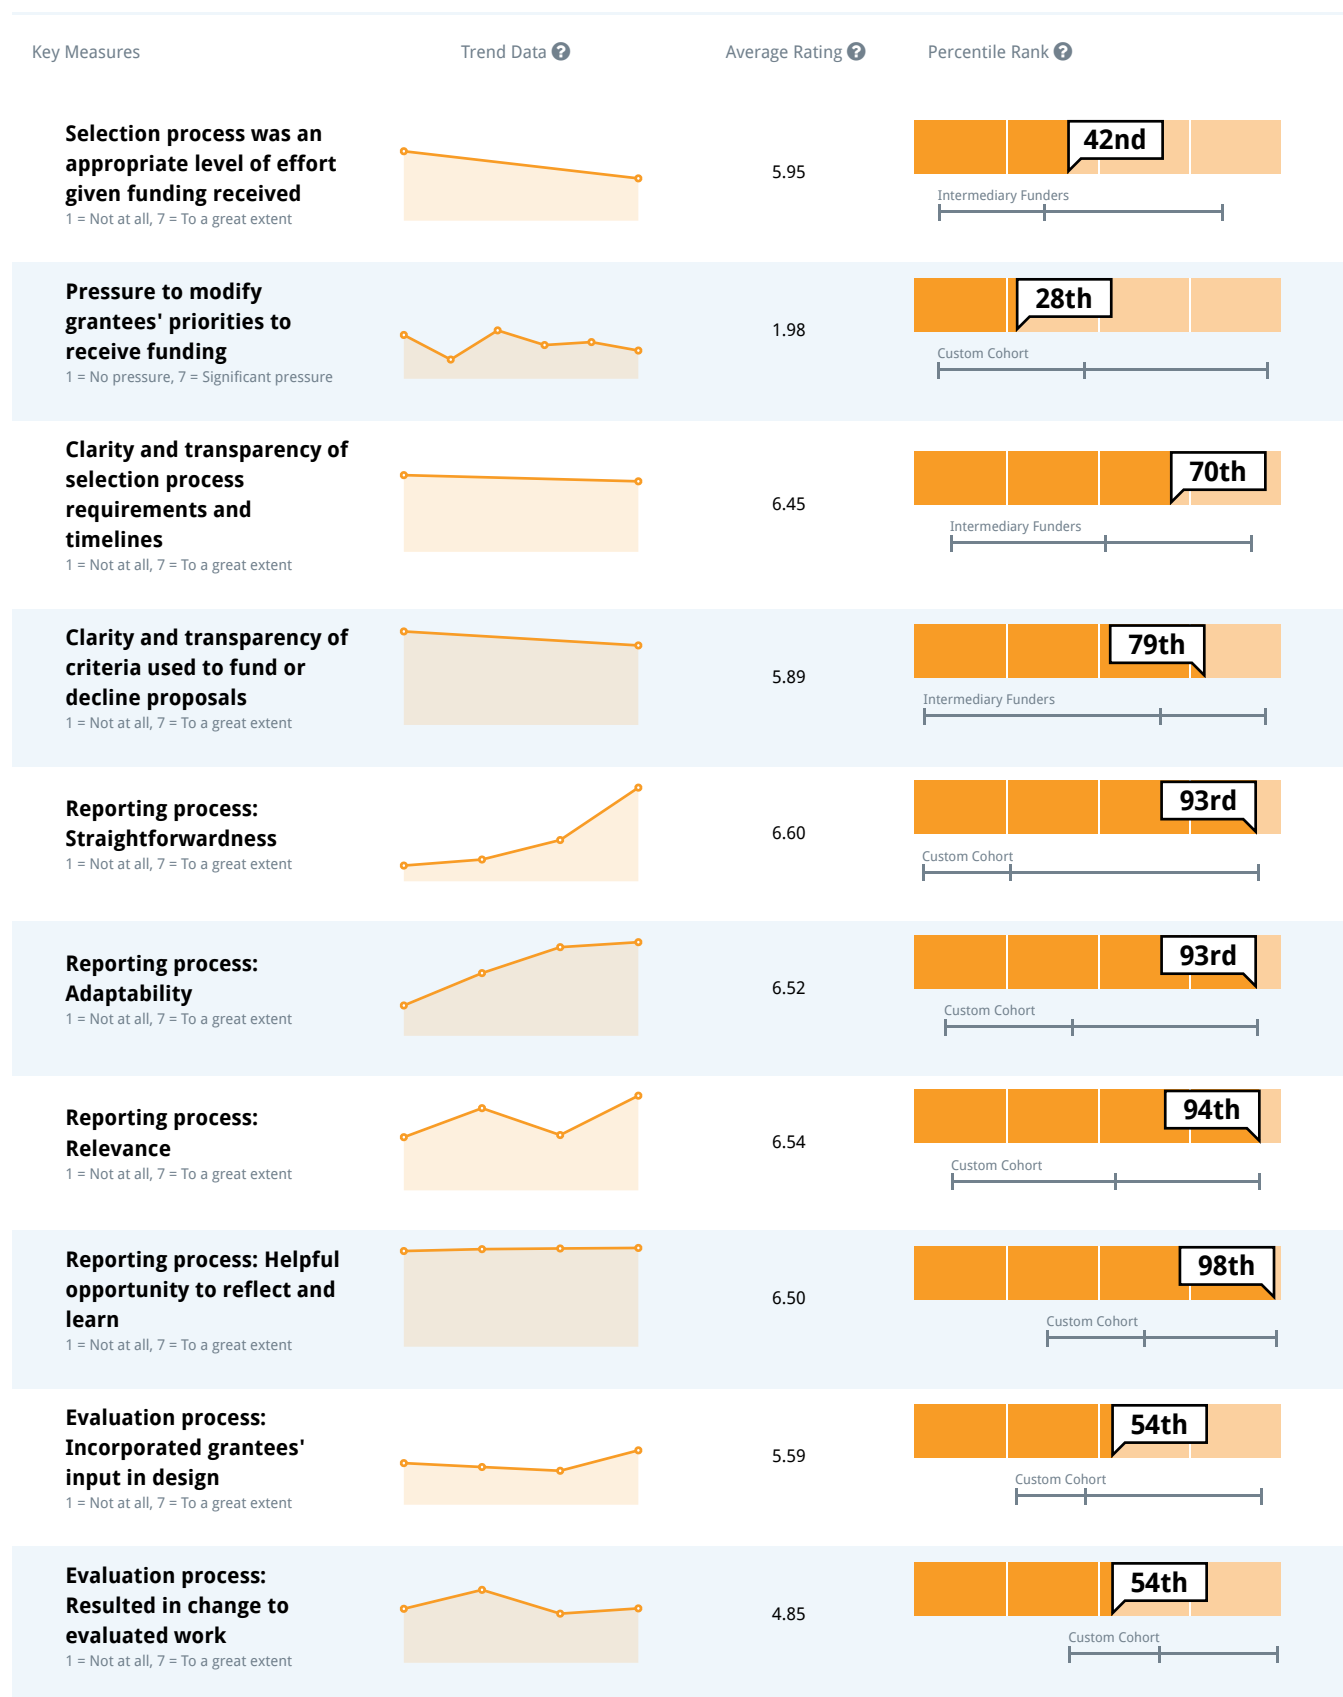 Key Measures
Trend Data ?
Average Rating ?
Percentile Rank ?
Selection process was an
appropriate level of effort
given funding received
1 = Not at all, 7 = To a great extent
5.95
42nd
Intermediary Funders
Pressure to modify
grantees' priorities to
receive funding
1 = No pressure, 7 = Significant pressure
1.98
28th
Custom Cohort
Clarity and transparency of
selection process
requirements and
timelines
1 = Not at all, 7 = To a great extent
6.45
70th
Intermediary Funders
Clarity and transparency of
criteria used to fund or
decline proposals
1 = Not at all, 7 = To a great extent
5.89
79th
Intermediary Funders
Reporting process:
Straightforwardness
1 = Not at all, 7 = To a great extent
6.60
93rd
Custom Cohort
Reporting process:
Adaptability
1 = Not at all, 7 = To a great extent
6.52
93rd
Custom Cohort
Reporting process:
Relevance
1 = Not at all, 7 = To a great extent
6.54
94th
Custom Cohort
Reporting process: Helpful
opportunity to reflect and
learn
1 = Not at all, 7 = To a great extent
6.50
98th
Custom Cohort
Evaluation process:
Incorporated grantees'
input in design
1 = Not at all, 7 = To a great extent
5.59
54th
Custom Cohort
Evaluation process:
Resulted in change to
evaluated work
1 = Not at all, 7 = To a great extent
4.85
54th
Custom Cohort